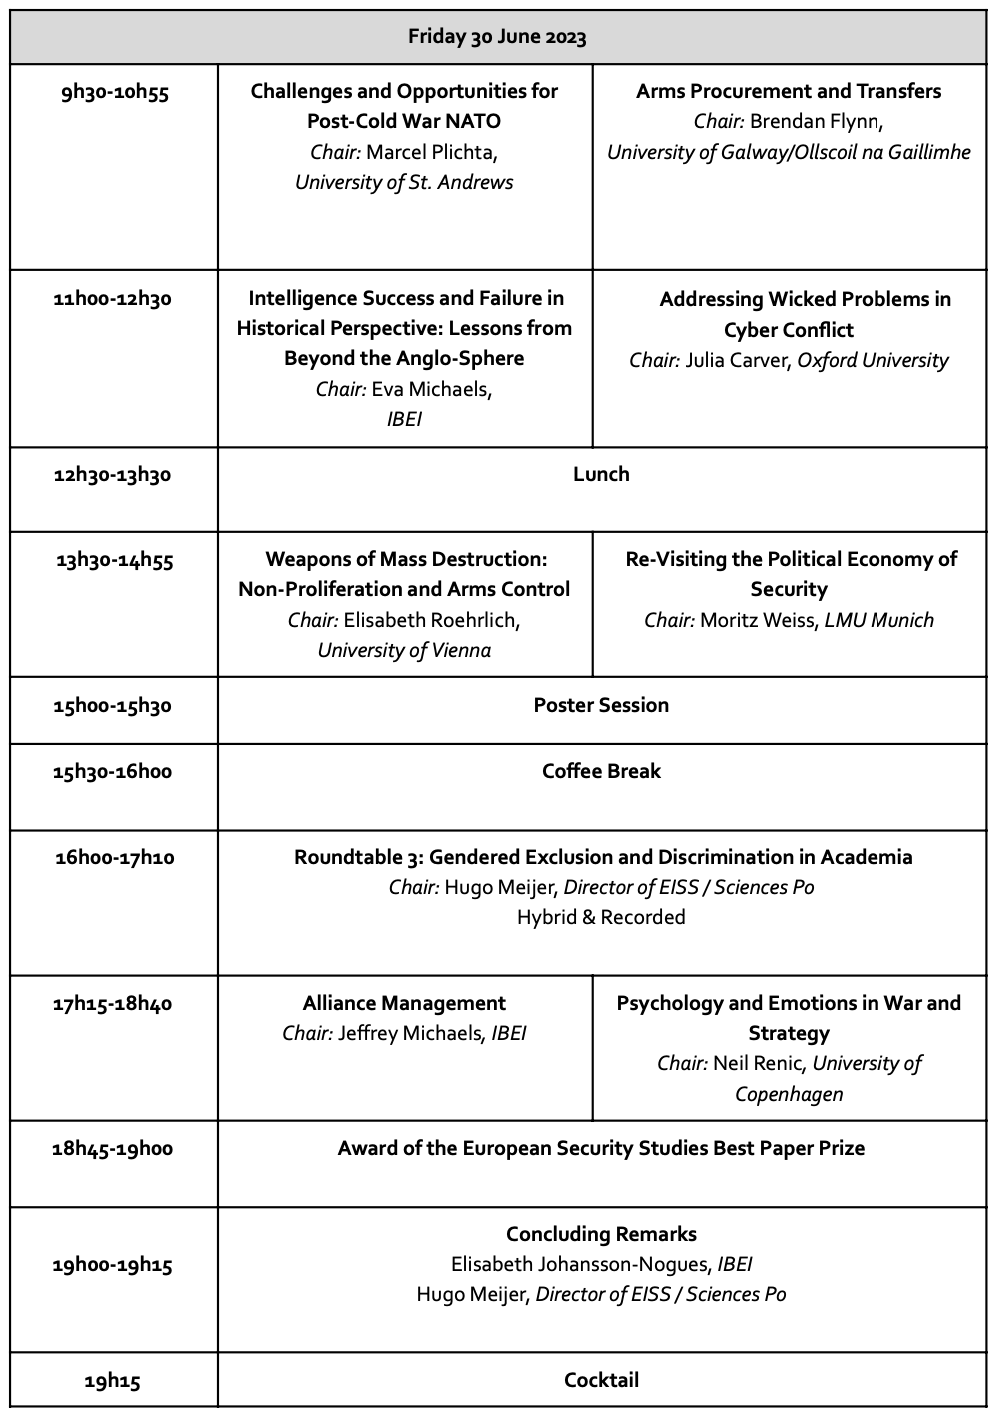 Friday 30 June 2023
9h30-10h55
Challenges and Opportunities for
Post-Cold War NATO
Chair: Marcel Plichta,
University of St. Andrews
Arms Procurement and Transfers
Chair: Brendan Flynn,
University of Galway/Ollscoil na Gaillimhe
11h00-12h30
Intelligence Success and Failure in
Historical Perspective: Lessons from
Beyond the Anglo-Sphere
Chair: Eva Michaels,
IBEI
Addressing Wicked Problems in
Cyber Conflict
Chair: Julia Carver, Oxford University
12h30-13h30
Lunch
13h30-14h55
Weapons of Mass Destruction:
Non-Proliferation and Arms Control
Chair: Elisabeth Roehrlich,
University of Vienna
Re-Visiting the Political Economy of
Security
Chair: Moritz Weiss, LMU Munich
15h00-15h30
Poster Session
15h30-16h00
Coffee Break
16h00-17h10
Roundtable 3: Gendered Exclusion and Discrimination in Academia
Chair: Hugo Meijer, Director of EISS / Sciences Po
Hybrid & Recorded
17h15-18h40
Alliance Management
Chair: Jeffrey Michaels, IBEI
Psychology and Emotions in War and
Strategy
Chair: Neil Renic, University of
Copenhagen
18h45-19h00
Award of the European Security Studies Best Paper Prize
19h00-19h15
Concluding Remarks
Elisabeth Johansson-Nogues, IBEI
Hugo Meijer, Director of EISS / Sciences Po
19h15
Cocktail